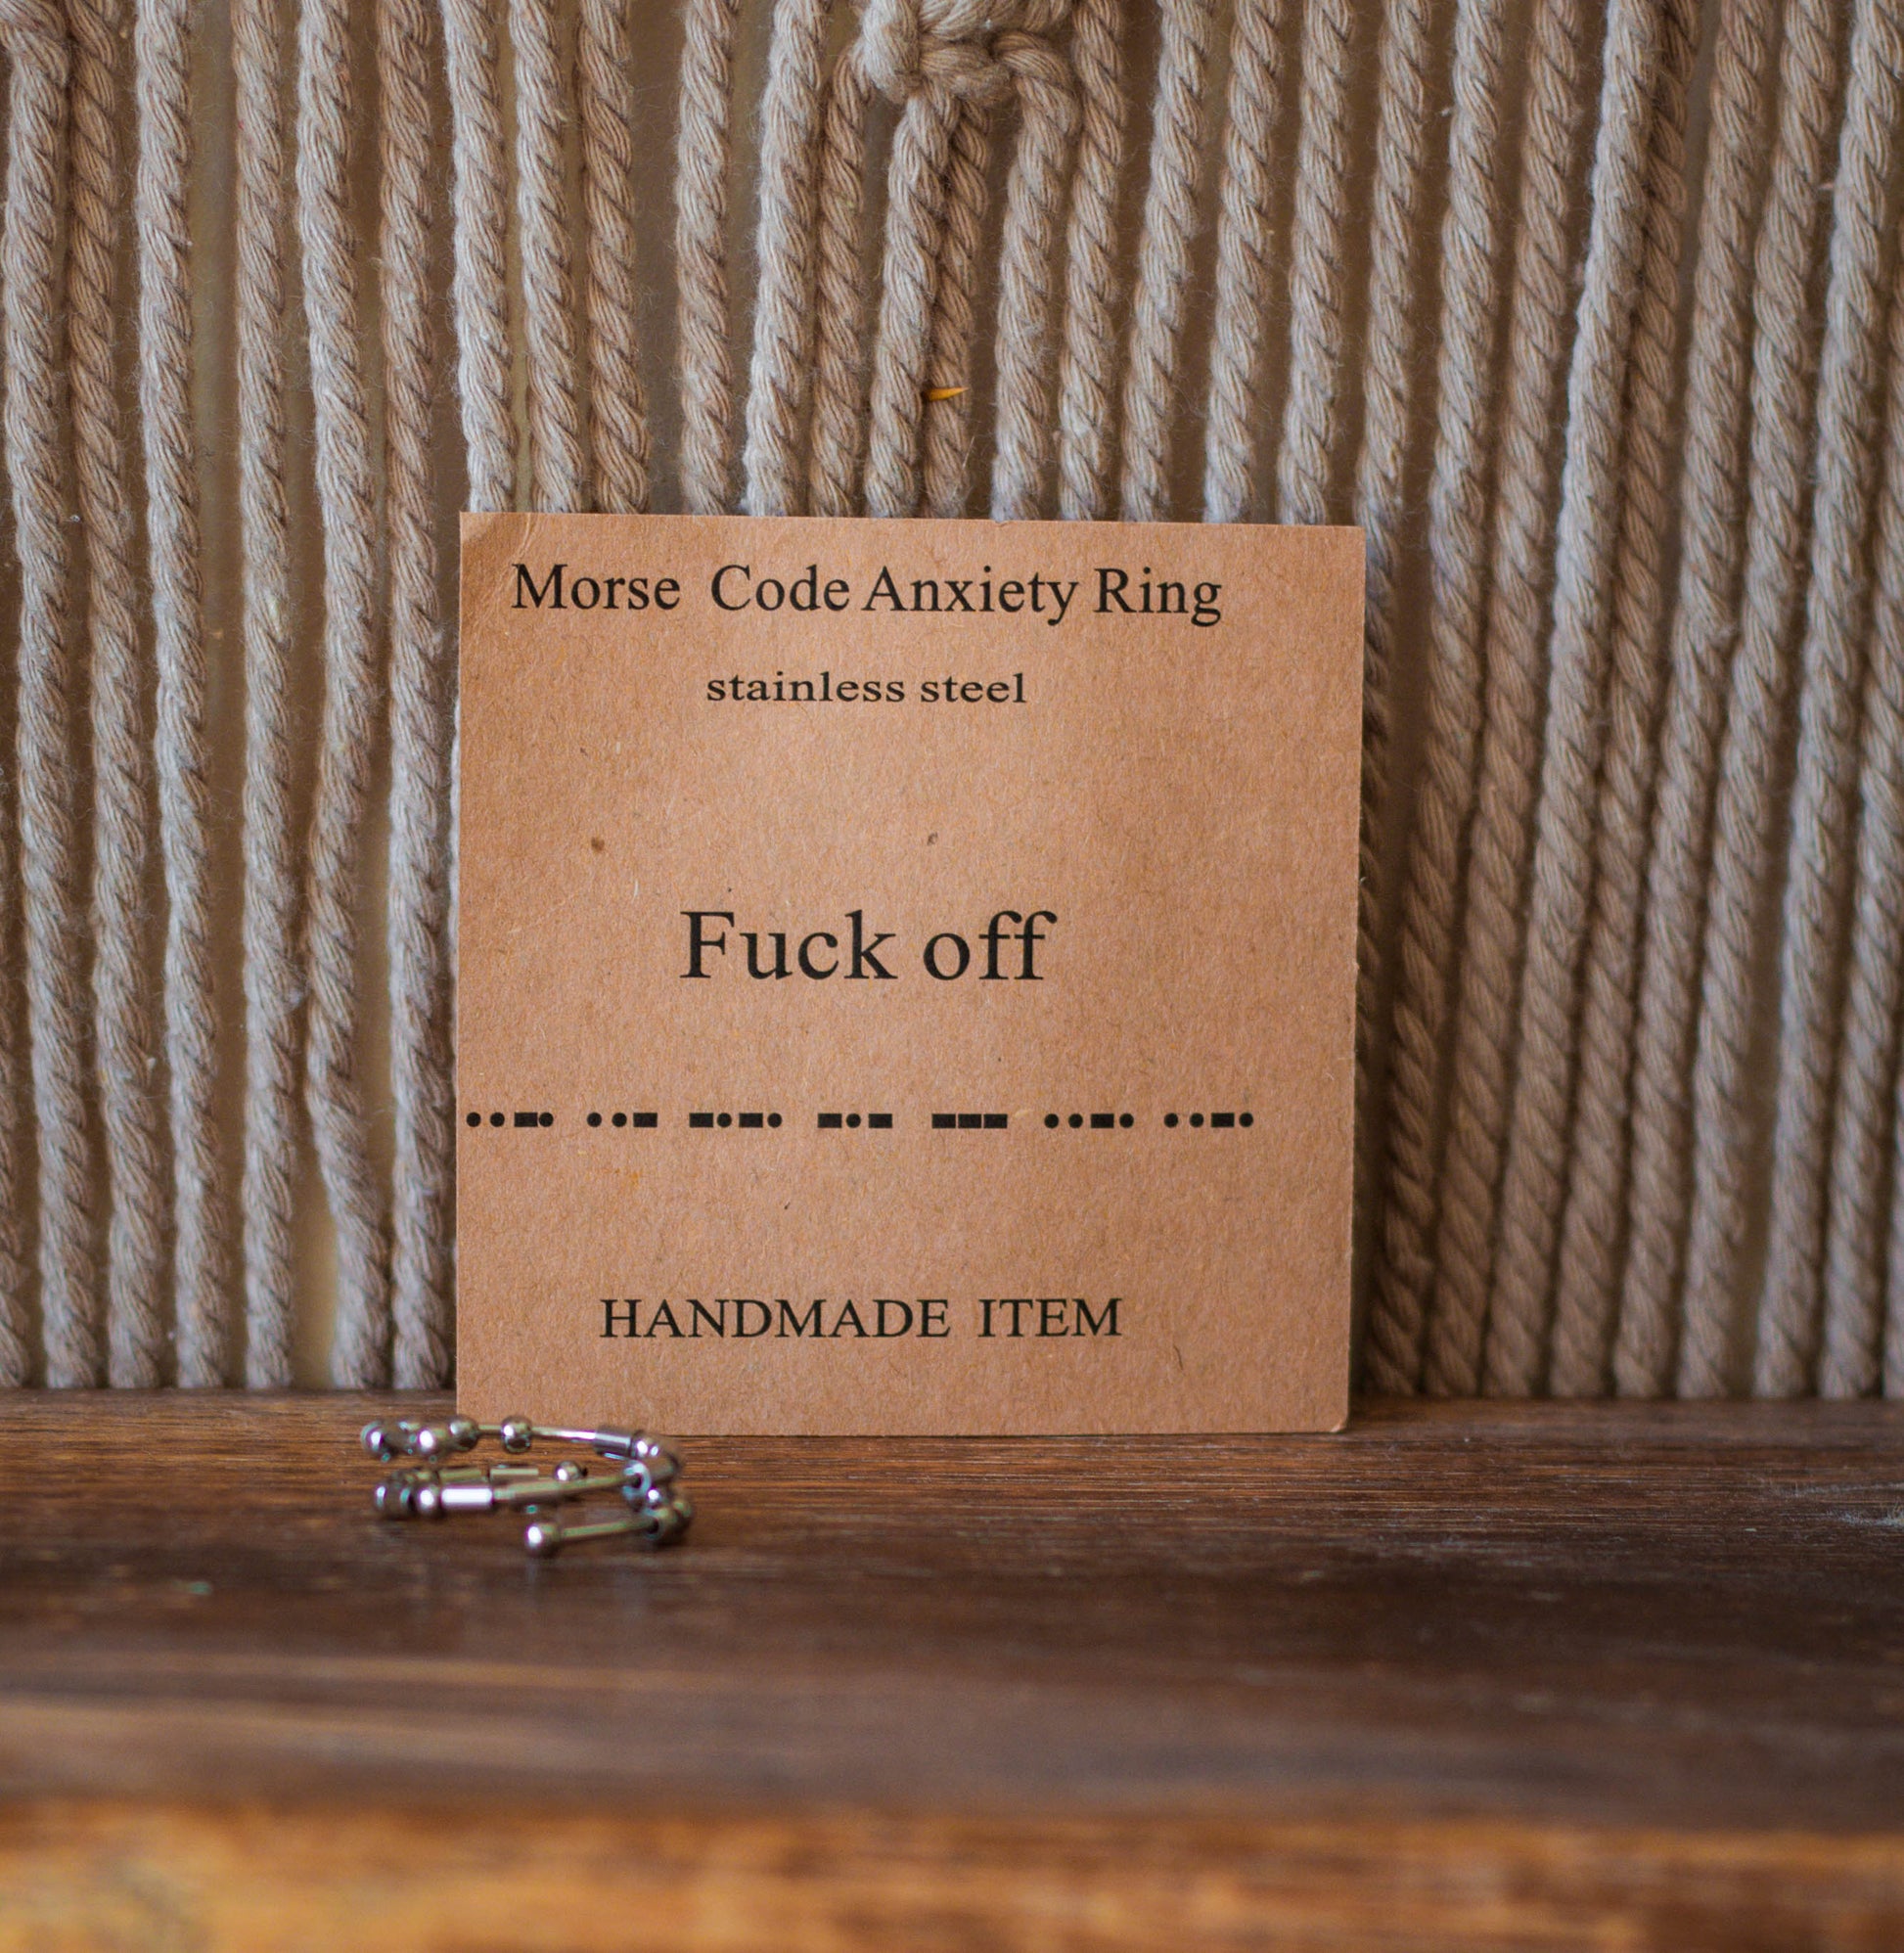 Morse Code Anxiety Ring
stainless steel
Fuck off
••-• ••- -•-• -•- --- ••-• ••-•
HANDMADE ITEM